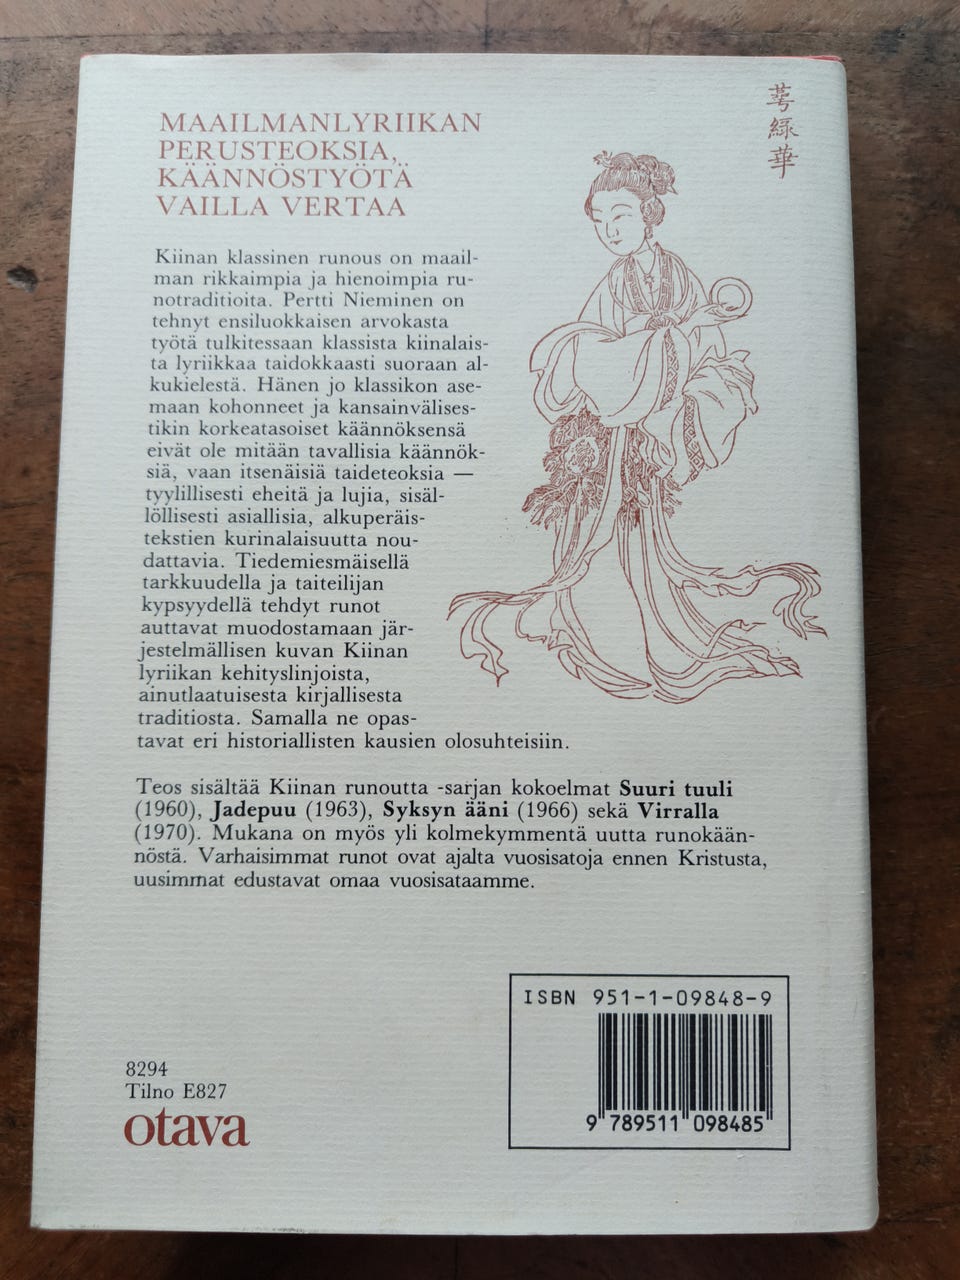 萼綠華
MAAILMANLYRIIKAN
PERUSTEOKSIA,
KÄÄNNÖSTYÖTÄ
VAILLA VERTAA
Kiinan klassinen runous on maail-
man rikkaimpia ja hienoimpia ru-
notraditioita. Pertti Nieminen on
tehnyt ensiluokkaisen arvokasta
työtä tulkitessaan klassista kiinalais-
ta lyriikkaa taidokkaasti suoraan al-
kukielestä. Hänen jo klassikon ase-
maan kohonneet ja kansainvälises-
tikin korkeatasoiset käännöksensä
eivät ole mitään tavallisia käännök-
siä, vaan itsenäisiä taideteoksia —
tyylillisesti eheitä ja lujia, sisäl-
löllisesti asiallisia, alkuperäis-
tekstien kurinalaisuutta nou-
dattavia. Tiedemiesmäisellä
tarkkuudella ja taiteilijan
kypsyydellä tehdyt runot
auttavat muodostamaan jär-
jestelmällisen kuvan Kiinan
lyriikan kehityslinjoista,
ainutlaatuisesta kirjallisesta
traditiosta. Samalla ne opas-
tavat eri historiallisten kausien olosuhteisiin.
Teos sisältää Kiinan runoutta -sarjan kokoelmat Suuri tuuli
(1960), Jadepuu (1963), Syksyn ääni (1966) sekä Virralla
(1970). Mukana on myös yli kolmekymmentä uutta runokään-
nöstä. Varhaisimmat runot ovat ajalta vuosisatoja ennen Kristusta,
uusimmat edustavat omaa vuosisataamme.
ISBN 951-1-09848-9
9 789511 098485
8294
Tilno E827
otava